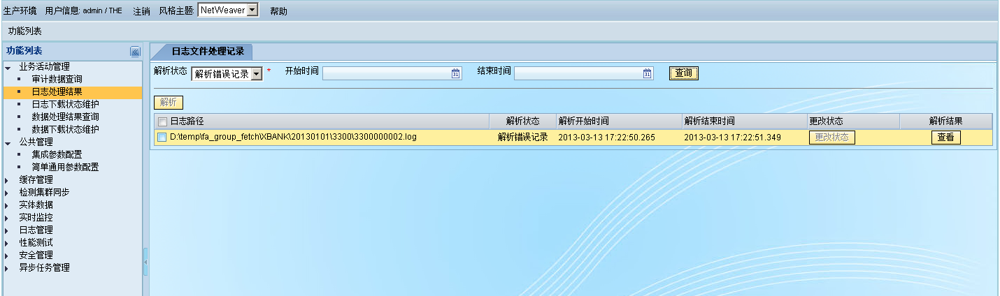 生产环境 用户信息: admin / THE 注销 风格主题: NetWeaver 帮助
功能列表
功能列表
业务活动管理
审计数据查询
日志处理结果
日志下载状态维护
数据处理结果查询
数据下载状态维护
公共管理
集成参数配置
简单通用参数配置
缓存管理
检测集群同步
实体数据
实时监控
日志管理
性能测试
安全管理
异步任务管理
日志文件处理记录
解析状态 解析错误记录 * 开始时间 31 结束时间 31 查询
解析
日志路径 解析状态 解析开始时间 解析结束时间 更改状态 解析结果
D:\temp\fa_group_fetch\XBANK\20130101\3300\3300000002.log 解析错误记录 2013-03-13 17:22:50.265 2013-03-13 17:22:51.349 更改状态 查看